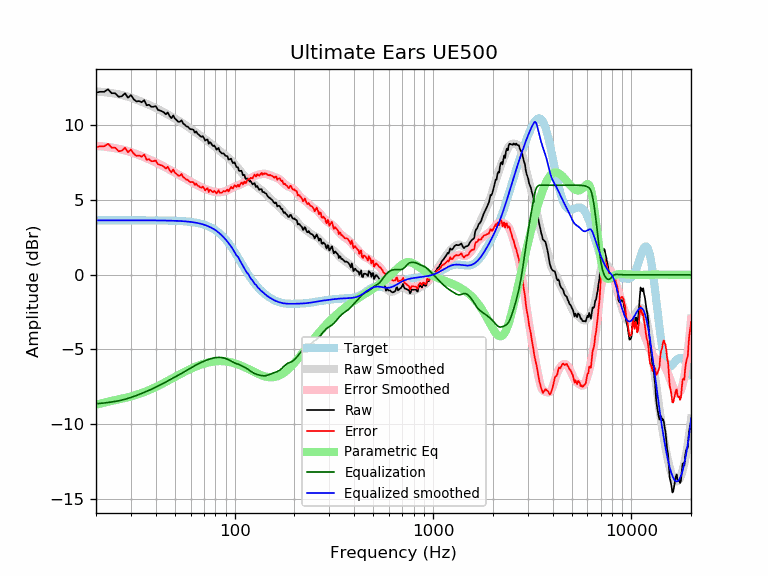 Ultimate Ears UE500
Amplitude (dBr)
10
5
0
−5
−10
−15
Target
Raw Smoothed
Error Smoothed
Raw
Error
Parametric Eq
Equalization
Equalized smoothed
100 1000 10000
Frequency (Hz)